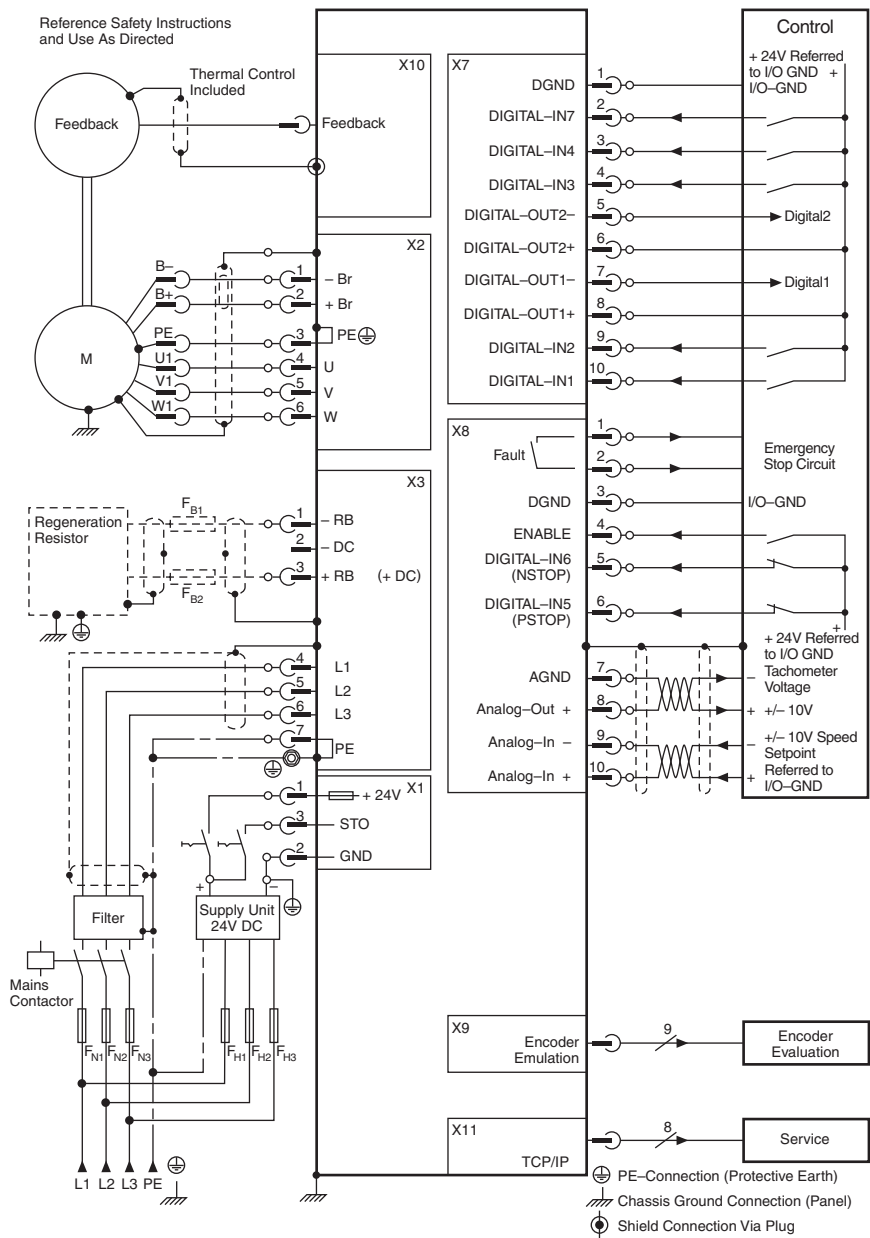 Reference Safety Instructions
and Use As Directed
Thermal Control
Included
Feedback
X10
Feedback
X2
B–
1
– Br
B+
2
+ Br
PE
3
PE
M
U1
4
U
V1
5
V
W1
6
W
X3
Regeneration
Resistor
FB1
1
– RB
2
– DC
3
+ RB
(+ DC)
FB2
4
L1
5
L2
6
L3
7
PE
X1
1
+ 24V
3
STO
2
GND
+
–
Filter
Supply Unit
24V DC
Mains
Contactor
FN1
FN2
FN3
FH1
FH2
FH3
L1
L2
L3
PE
X7
DGND
1
DIGITAL–IN7
2
DIGITAL–IN4
3
DIGITAL–IN3
4
DIGITAL–OUT2–
5
Digital2
DIGITAL–OUT2+
6
DIGITAL–OUT1–
7
Digital1
DIGITAL–OUT1+
8
DIGITAL–IN2
9
DIGITAL–IN1
10
Control
+ 24V Referred
to I/O GND +
I/O–GND
X8
Fault
1
2
Emergency
Stop Circuit
DGND
3
I/O–GND
ENABLE
4
DIGITAL–IN6
(NSTOP)
5
DIGITAL–IN5
(PSTOP)
6
+
+ 24V Referred
to I/O GND
AGND
7
– Tachometer
Voltage
Analog–Out +
8
+ +/– 10V
Analog–In –
9
– +/– 10V Speed
Setpoint
Analog–In +
10
+ Referred to
I/O–GND
X9
Encoder
Emulation
9
Encoder
Evaluation
X11
TCP/IP
8
Service
PE–Connection (Protective Earth)
Chassis Ground Connection (Panel)
Shield Connection Via Plug